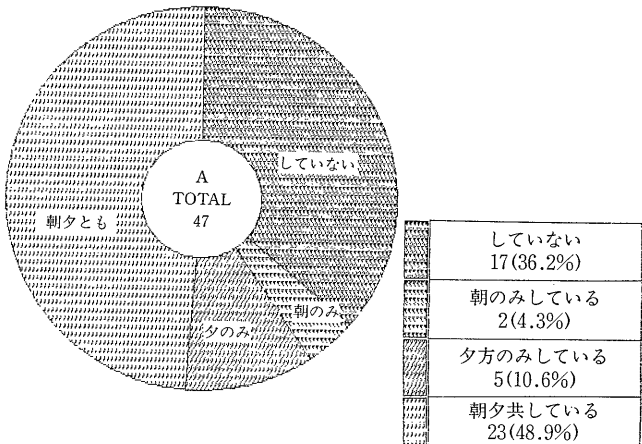 していない
A
TOTAL
47
朝夕とも
朝のみ
夕のみ
していない
17(36.2%)
朝のみしている
2(4.3%)
夕方のみしている
5(10.6%)
朝夕共している
23(48.9%)